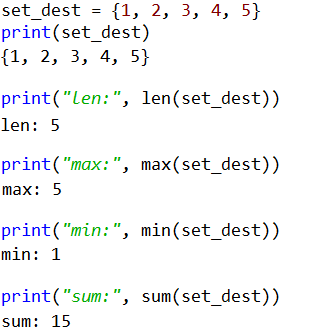 set_dest = {1, 2, 3, 4, 5}
print(set_dest)
{1, 2, 3, 4, 5}
print("len:", len(set_dest))
len: 5
print("max:", max(set_dest))
max: 5
print("min:", min(set_dest))
min: 1
print("sum:", sum(set_dest))
sum: 15